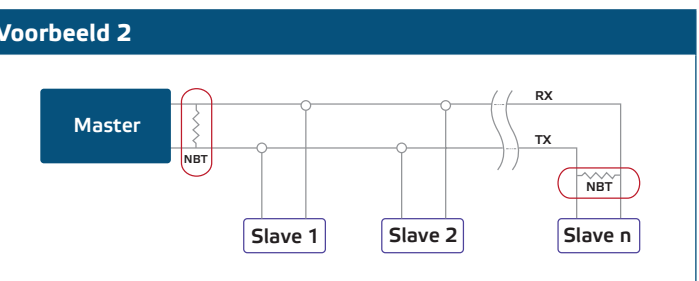 Voorbeeld 2
RX
Master
TX
NBT
NBT
Slave 1
Slave 2
Slave n